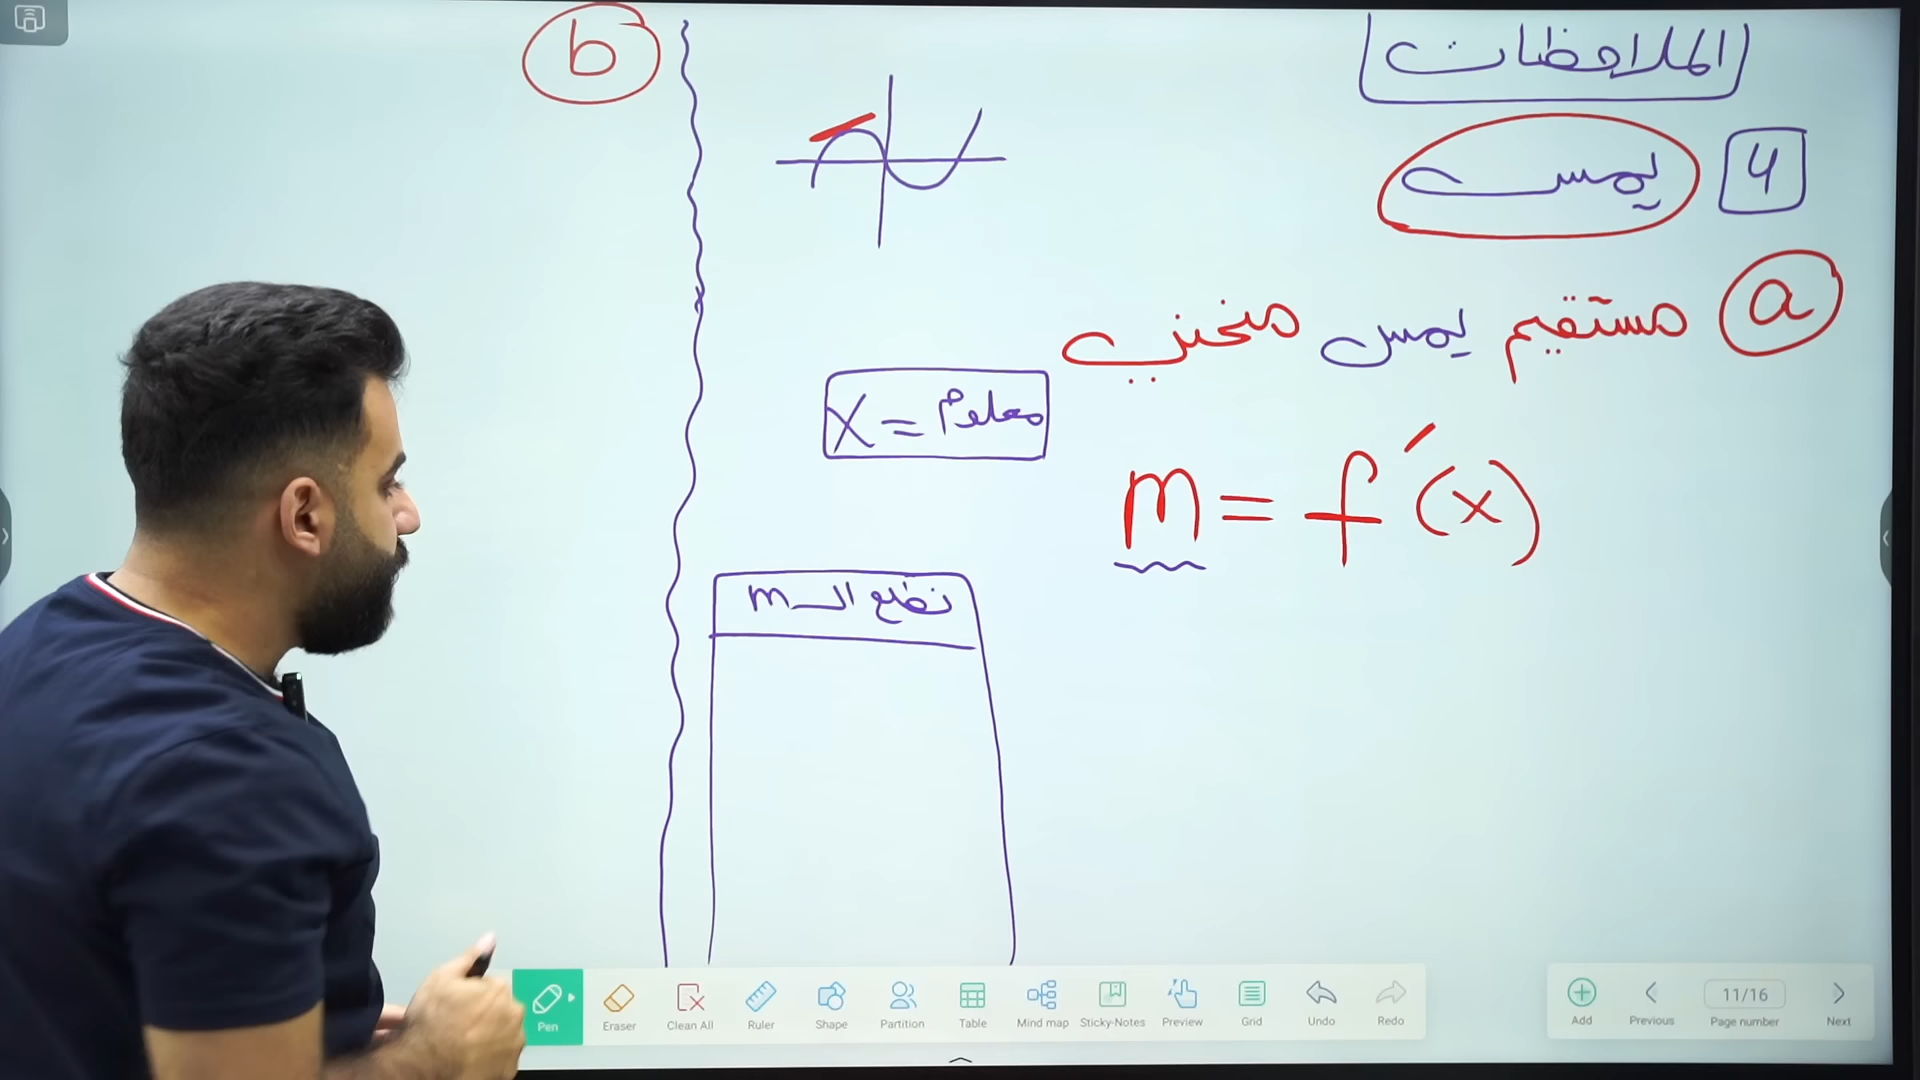 الملاحظات
4 يمس
a مستقيم يمس منحني
m = f′(x)
x = معلوم
نطلع الـ m
b
Pen
Eraser
Clean All
Ruler
Shape
Partition
Table
Mind map
Sticky-Notes
Preview
Grid
Undo
Redo
Add
Previous
11/16
Page number
Next